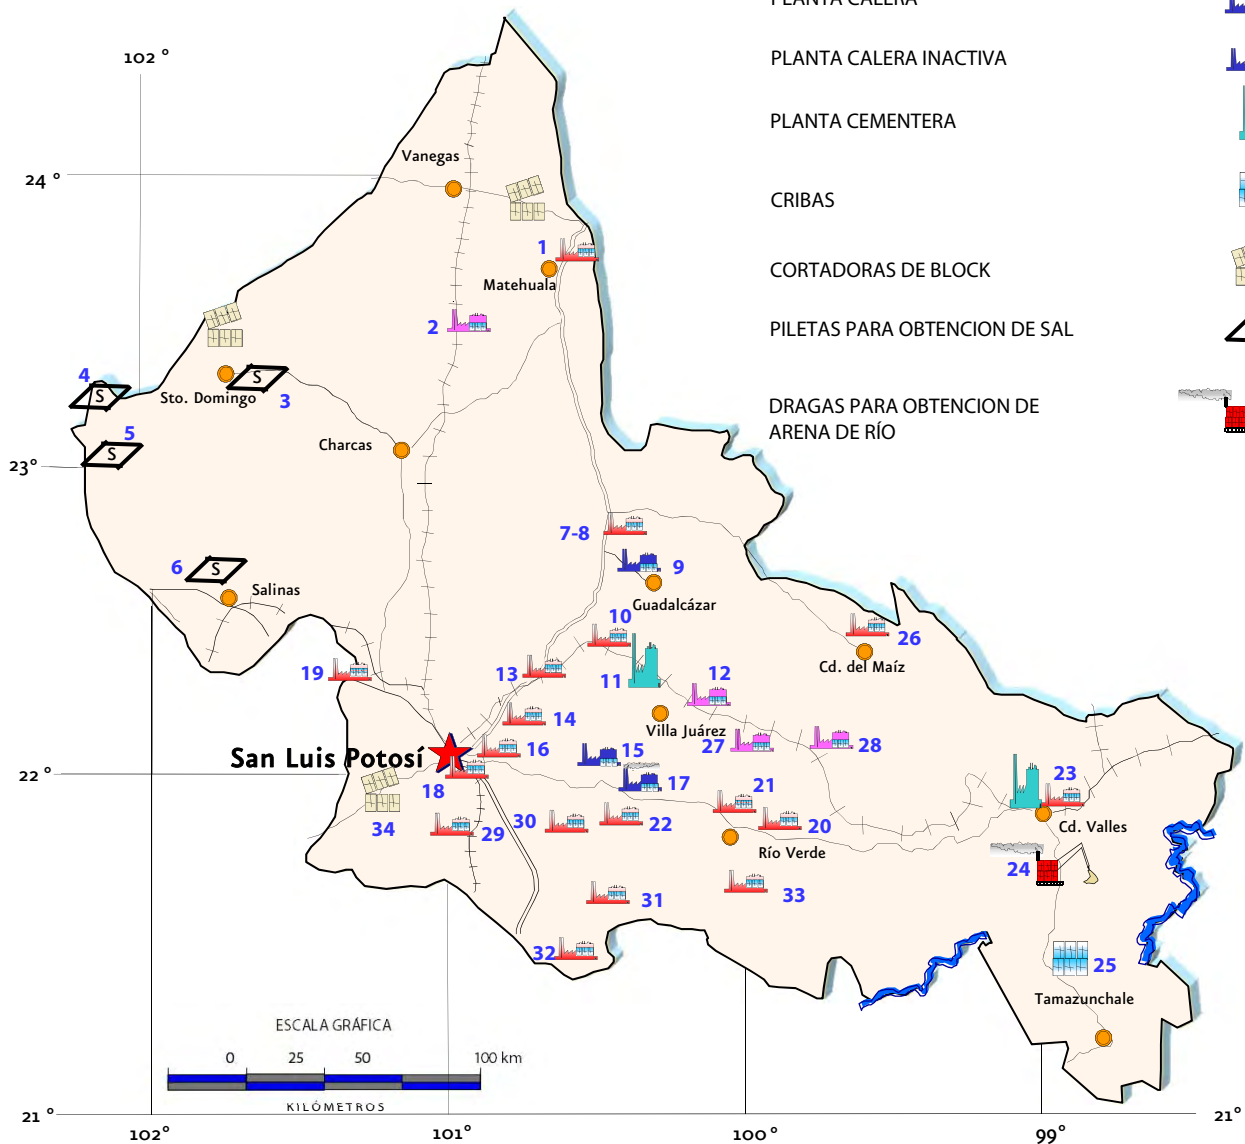 PLANTA CALERA
102 °
PLANTA CALERA INACTIVA
PLANTA CEMENTERA
Vanegas
24 °
CRIBAS
1
CORTADORAS DE BLOCK
Matehuala
2
PILETAS PARA OBTENCION DE SAL
4
S
S
Sto. Domingo
3
DRAGAS PARA OBTENCION DE
ARENA DE RÍO
5
S
Charcas
23°
7-8
6
S
9
Salinas
Guadalcázar
10
26
Cd. del Maíz
19
13
11
12
14
Villa Juárez
San Luis Potosí
16
15
27
28
22 °
18
17
21
23
34
29
30
22
20
Cd. Valles
Río Verde
24
31
33
32
25
Tamazunchale
ESCALA GRÁFICA
0 25 50 100 km
KILÓMETROS
21 °
21°
102°
101°
100 °
99°